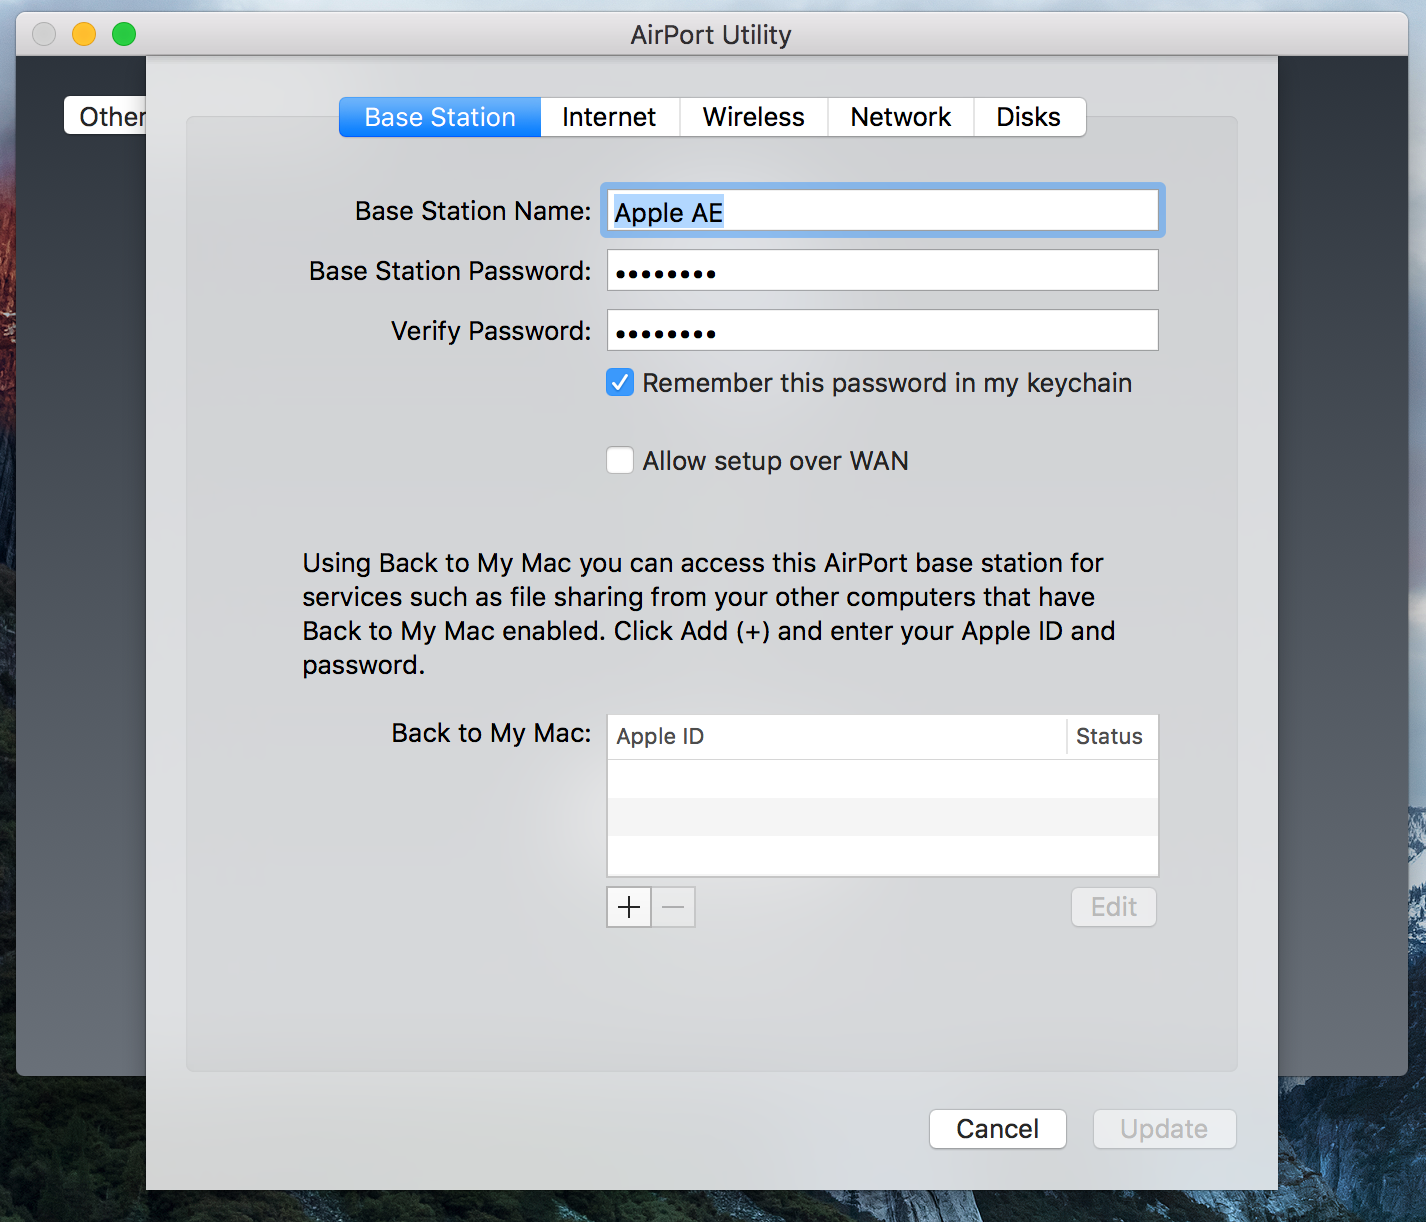 AirPort Utility
Other
Base Station Internet Wireless Network Disks
Base Station Name: Apple AE
Base Station Password: ••••••••
Verify Password: ••••••••
Remember this password in my keychain
Allow setup over WAN
Using Back to My Mac you can access this AirPort base station for
services such as file sharing from your other computers that have
Back to My Mac enabled. Click Add (+) and enter your Apple ID and
password.
Back to My Mac: Apple ID Status
+ − Edit
Cancel Update